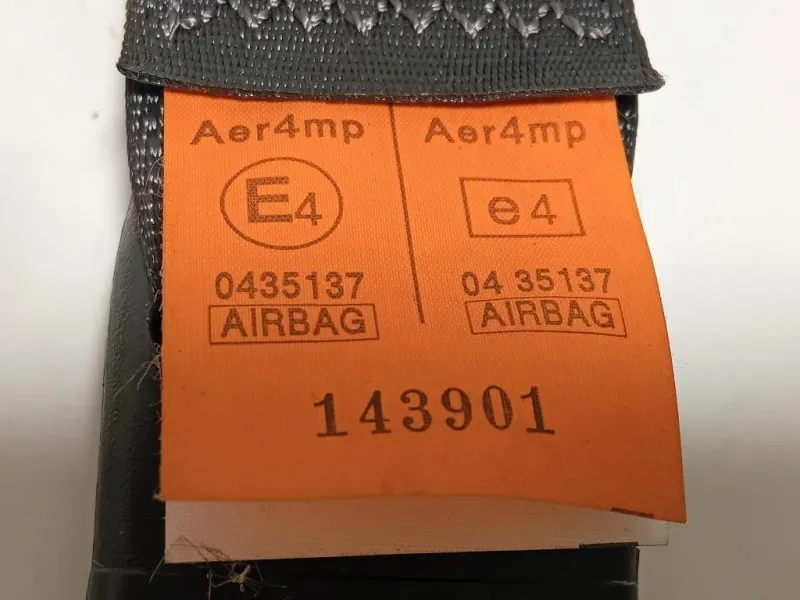 Aer4mp
E4
0435137
AIRBAG
Aer4mp
e4
04 35137
AIRBAG
143901